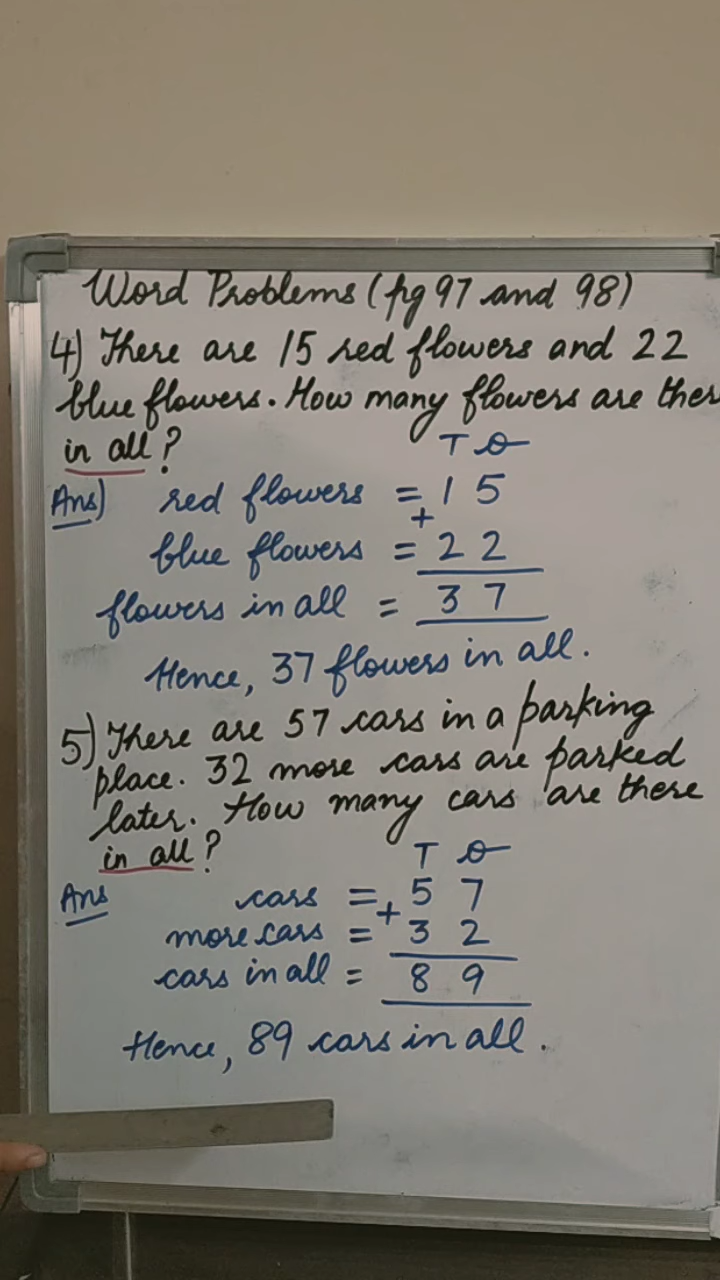 Word Problems (pg 97 and 98)
4) There are 15 red flowers and 22
blue flowers. How many flowers are ther
in all?
T O
Ans) red flowers = 1 5
+
blue flowers = 2 2
flowers in all = 3 7
Hence, 37 flowers in all.
5) There are 57 cars in a parking
place. 32 more cars are parked
later. How many cars are there
in all?
T O
Ans cars = 5 7
+
more cars = 3 2
cars in all = 8 9
Hence, 89 cars in all.